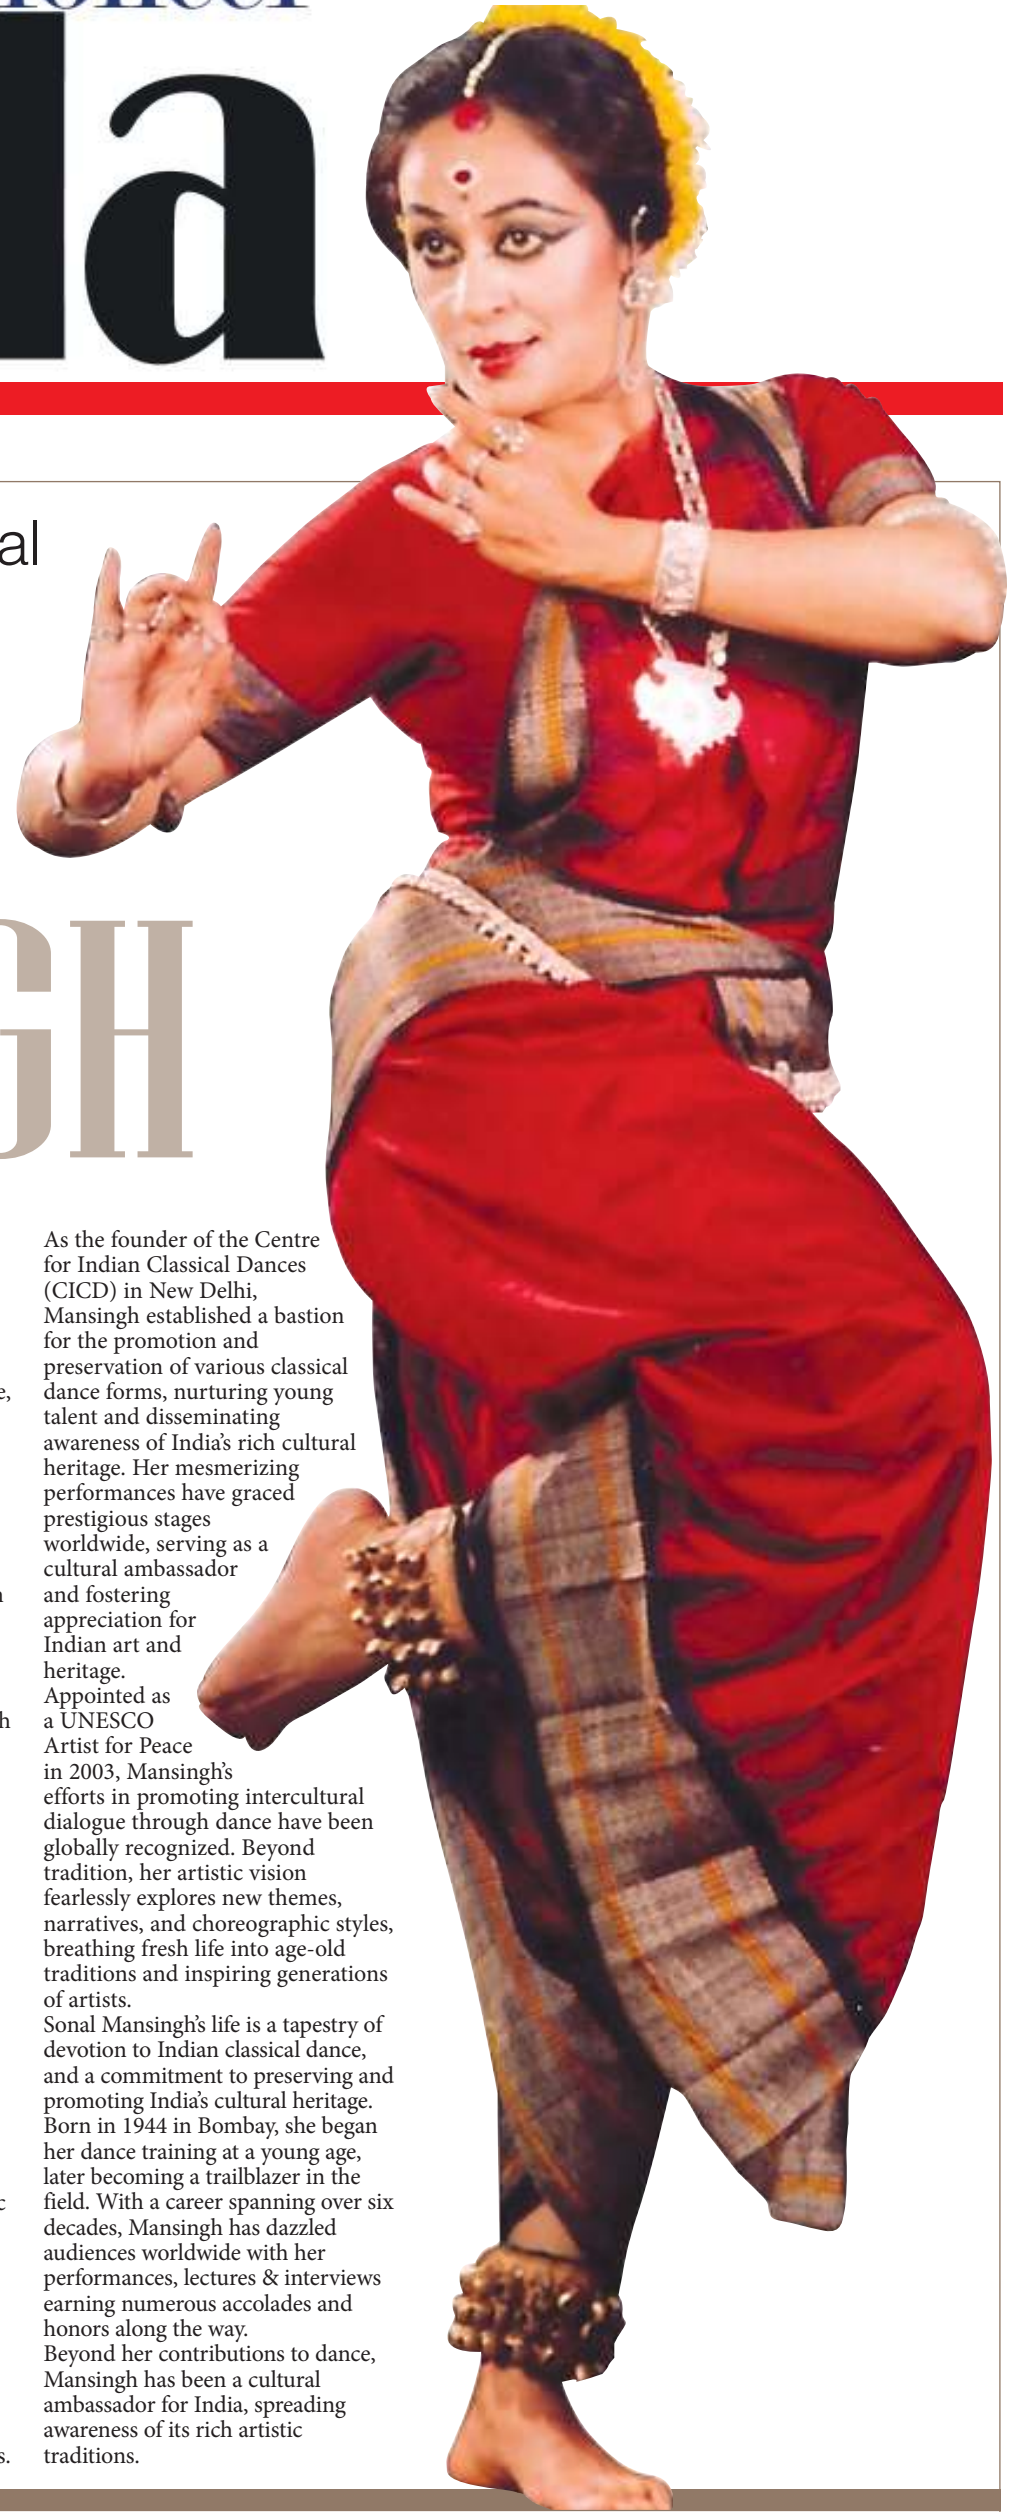 la
al
GH
As the founder of the Centre
for Indian Classical Dances
(CICD) in New Delhi,
Mansingh established a bastion
for the promotion and
preservation of various classical
dance forms, nurturing young
talent and disseminating
awareness of India’s rich cultural
heritage. Her mesmerizing
performances have graced
prestigious stages
worldwide, serving as a
cultural ambassador
and fostering
appreciation for
Indian art and
heritage.
Appointed as
a UNESCO
Artist for Peace
in 2003, Mansingh’s
efforts in promoting intercultural
dialogue through dance have been
globally recognized. Beyond
tradition, her artistic vision
fearlessly explores new themes,
narratives, and choreographic styles,
breathing fresh life into age-old
traditions and inspiring generations
of artists.
Sonal Mansingh’s life is a tapestry of
devotion to Indian classical dance,
and a commitment to preserving and
promoting India’s cultural heritage.
Born in 1944 in Bombay, she began
her dance training at a young age,
later becoming a trailblazer in the
field. With a career spanning over six
decades, Mansingh has dazzled
audiences worldwide with her
performances, lectures & interviews
earning numerous accolades and
honors along the way.
Beyond her contributions to dance,
Mansingh has been a cultural
ambassador for India, spreading
awareness of its rich artistic
traditions.